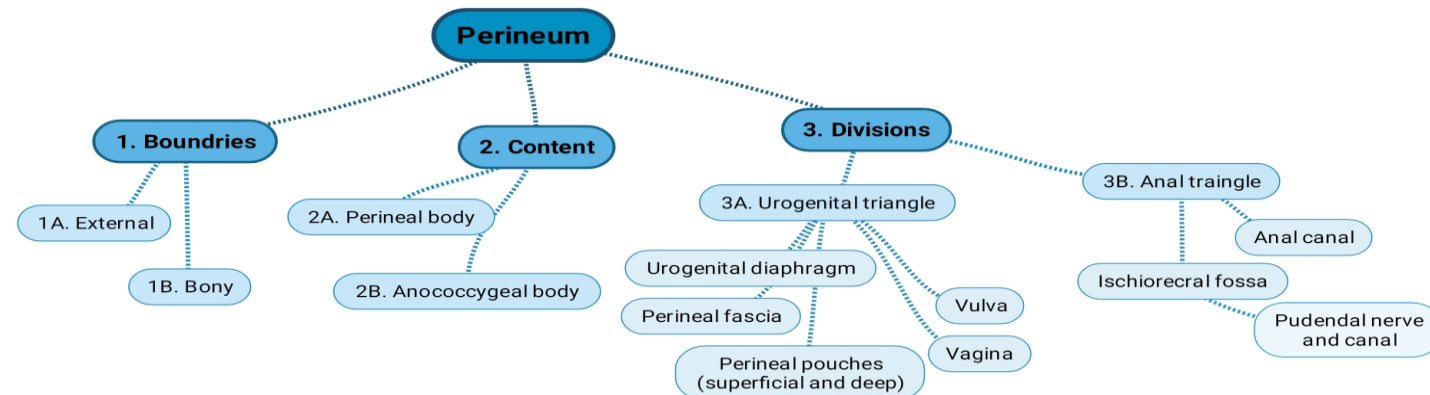 Perineum
1. Boundries
1A. External
1B. Bony
2. Content
2A. Perineal body
2B. Anococcygeal body
3. Divisions
3A. Urogenital triangle
Urogenital diaphragm
Perineal fascia
Perineal pouches
(superficial and deep)
Vagina
Vulva
3B. Anal traingle
Anal canal
Ischiorecral fossa
Pudendal nerve
and canal